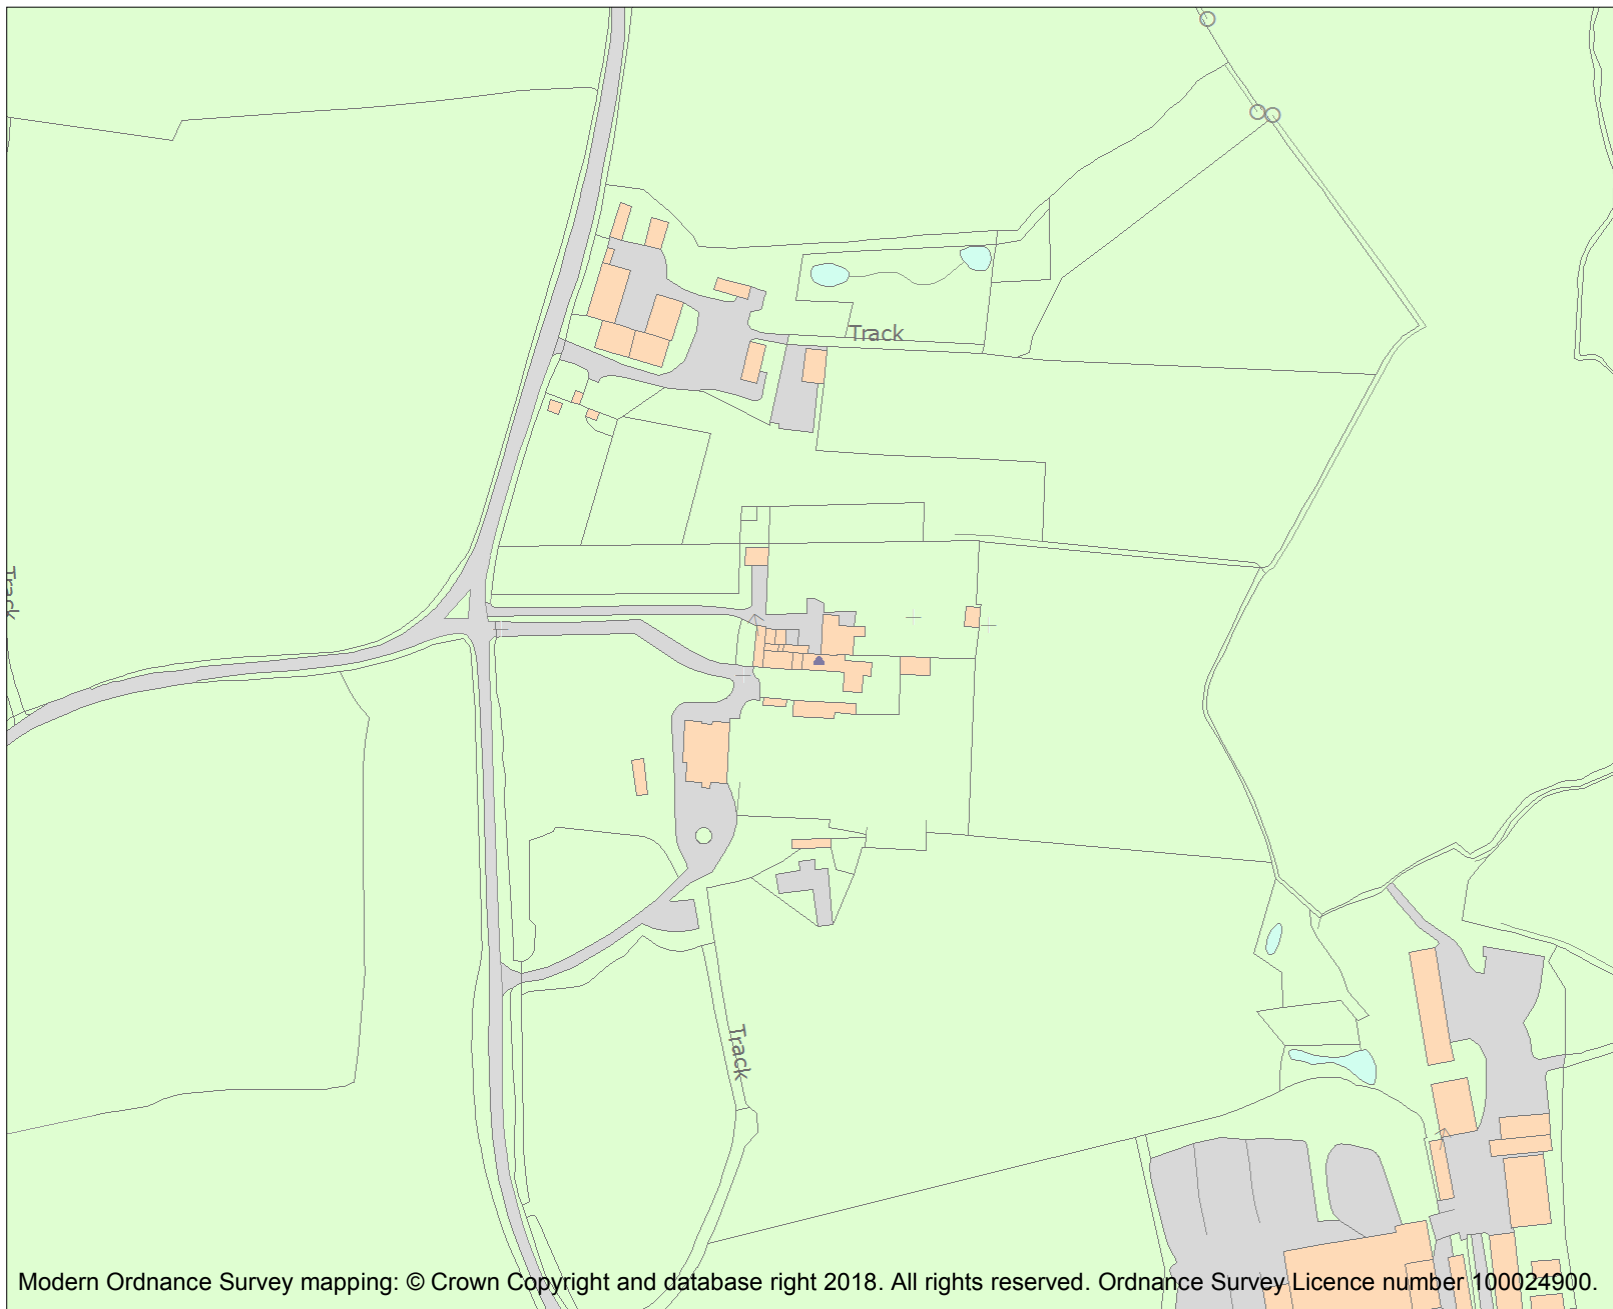 Track
Track
Track
Modern Ordnance Survey mapping: © Crown Copyright and database right 2018. All rights reserved. Ordnance Survey Licence number 100024900.